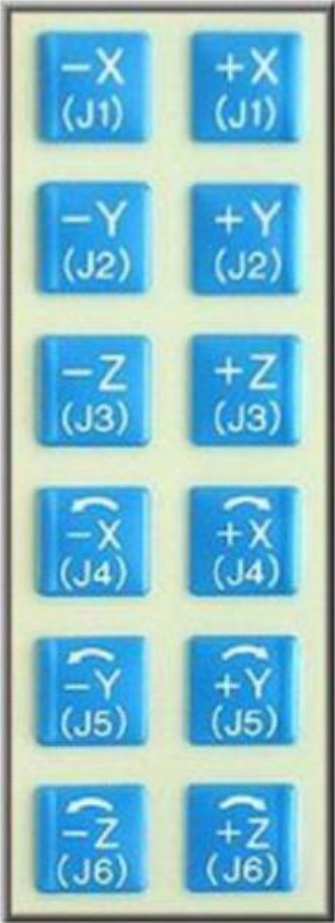 -X +X
(J1) (J1)
-Y +Y
(J2) (J2)
-Z +Z
(J3) (J3)
-X +X
(J4) (J4)
-Y +Y
(J5) (J5)
-Z +Z
(J6) (J6)